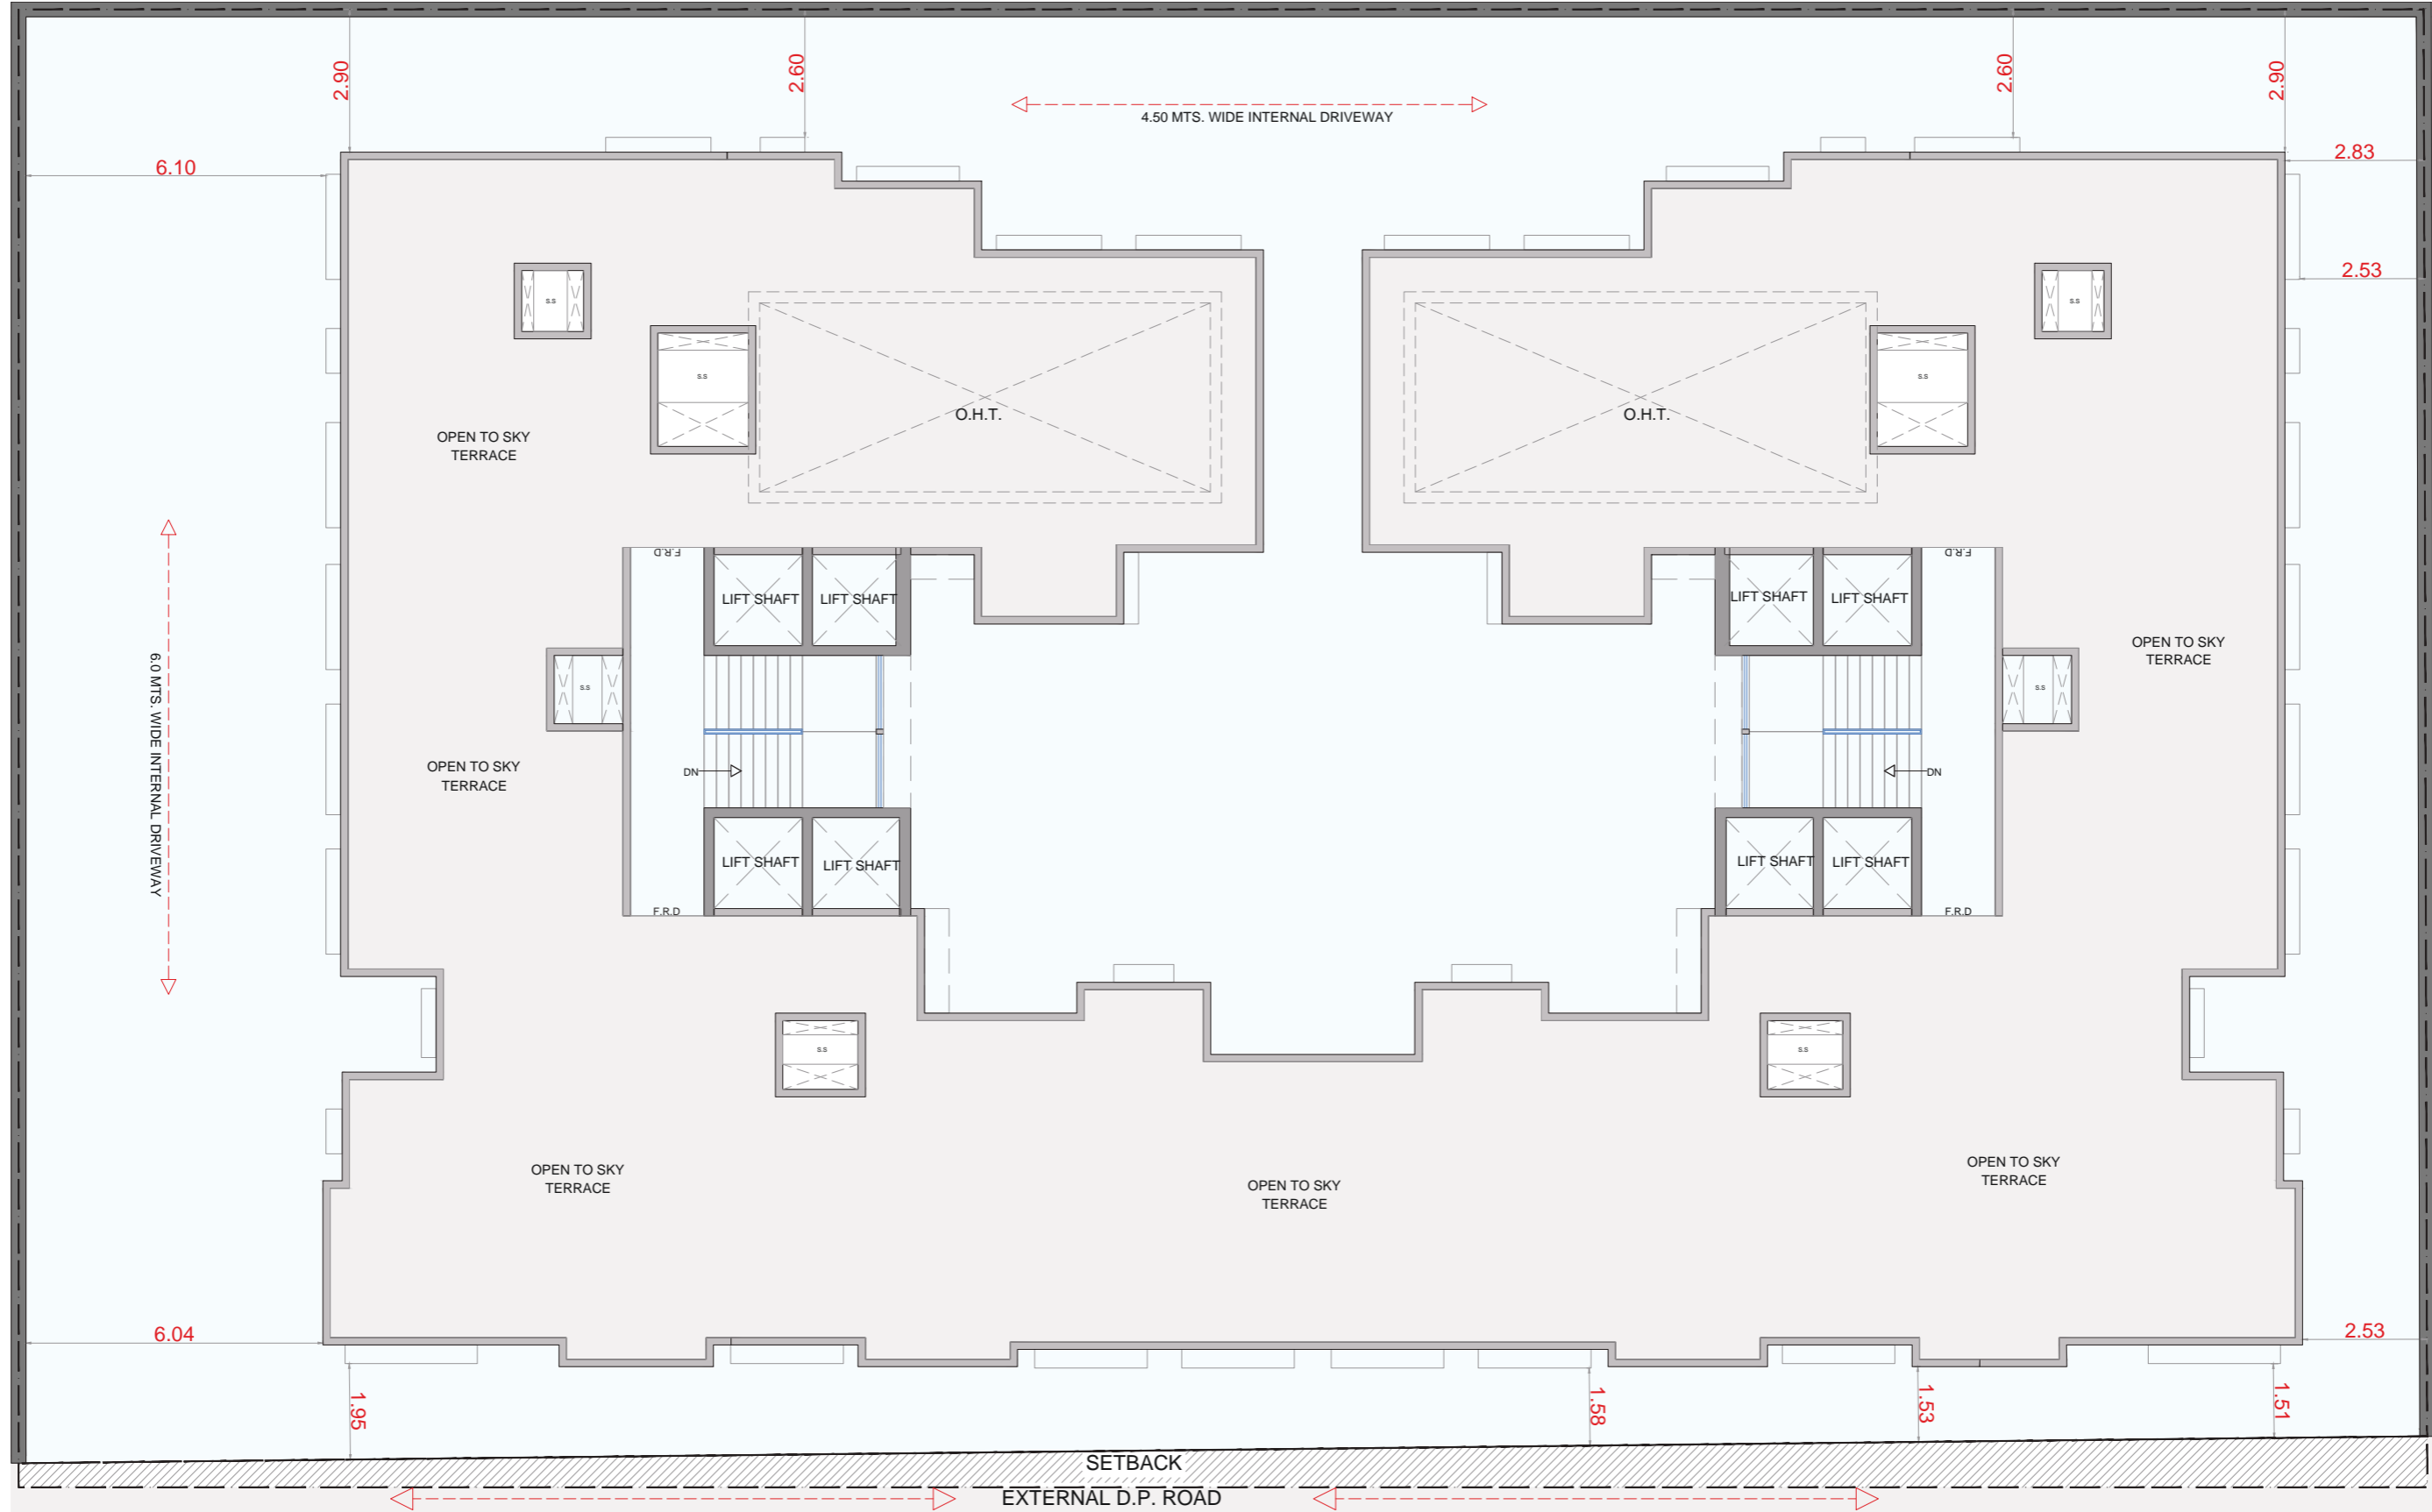 2.90
2.60
2.60
2.90
4.50 MTS. WIDE INTERNAL DRIVEWAY
6.10
2.83
2.53
S.S
S.S
S.S
S.S
O.H.T.
O.H.T.
OPEN TO SKY
TERRACE
F.R.D
F.R.D
LIFT SHAFT
LIFT SHAFT
LIFT SHAFT
LIFT SHAFT
OPEN TO SKY
TERRACE
6.0 MTS. WIDE INTERNAL DRIVEWAY
S.S
S.S
OPEN TO SKY
TERRACE
DN
DN
LIFT SHAFT
LIFT SHAFT
LIFT SHAFT
LIFT SHAFT
F.R.D
F.R.D
S.S
S.S
OPEN TO SKY
TERRACE
OPEN TO SKY
TERRACE
OPEN TO SKY
TERRACE
6.04
2.53
1.95
1.58
1.53
1.51
SETBACK
EXTERNAL D.P. ROAD